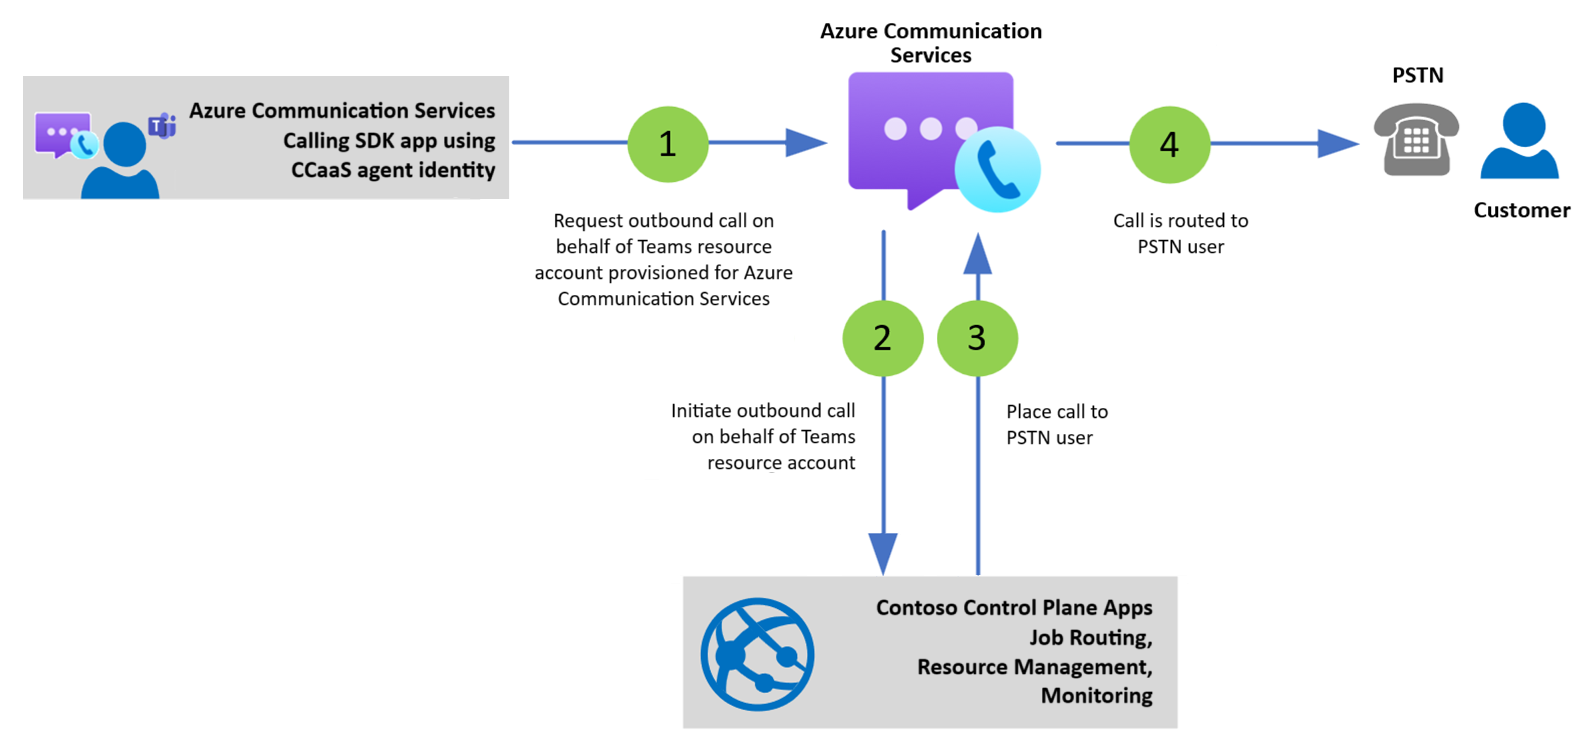 Azure Communication Services
Calling SDK app using
CCaaS agent identity
1
Request outbound call on
behalf of Teams resource
account provisioned for Azure
Communication Services
Azure Communication
Services
2
Initiate outbound call
on behalf of Teams
resource account
3
Place call to
PSTN user
4
Call is routed to
PSTN user
PSTN
Customer
Contoso Control Plane Apps
Job Routing,
Resource Management,
Monitoring